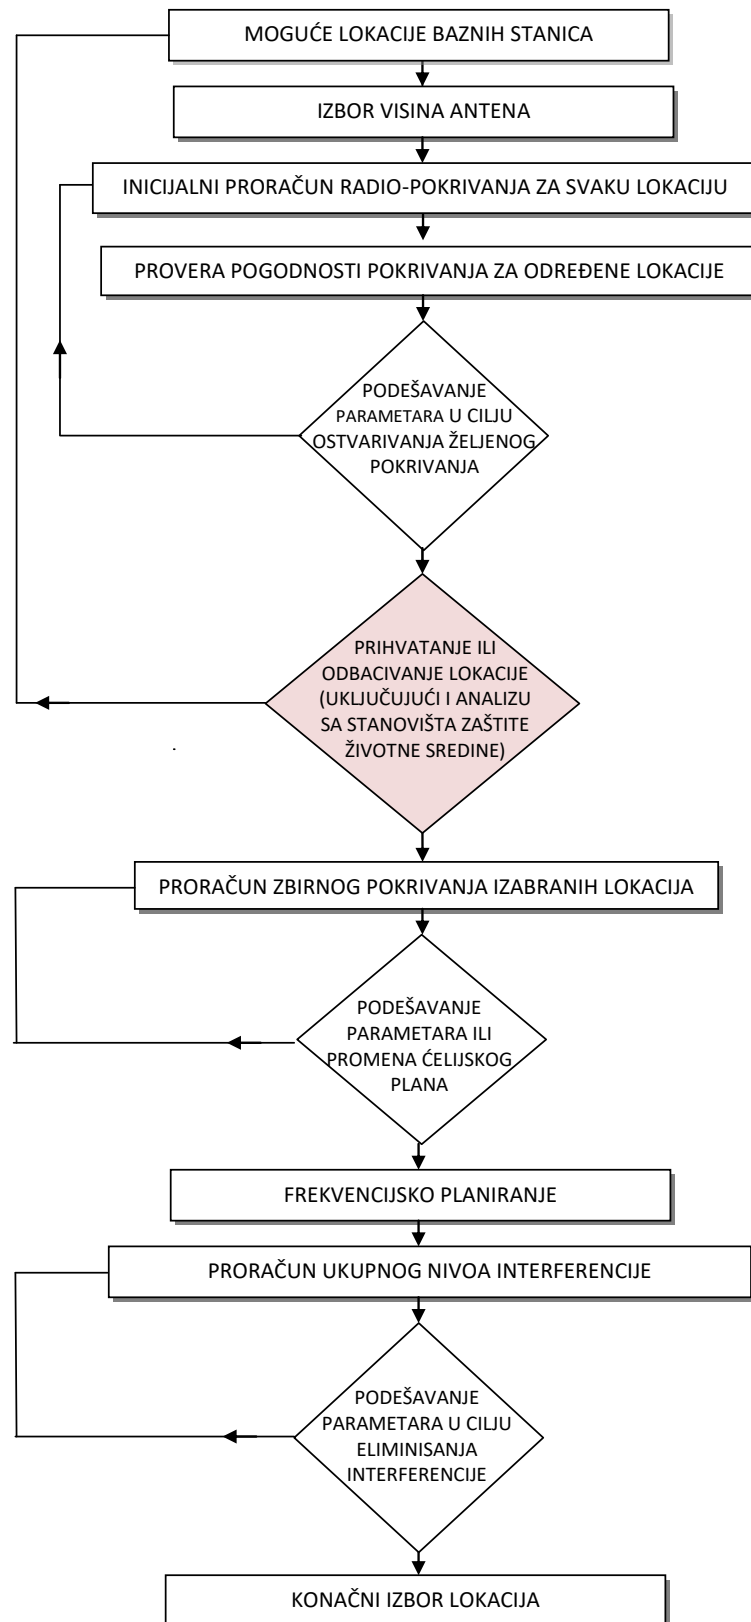 MOGUĆE LOKACIJE BAZNIH STANICA
IZBOR VISINA ANTENA
INICIJALNI PRORAČUN RADIO-POKRIVANJA ZA SVAKU LOKACIJU
PROVERA POGODNOSTI POKRIVANJA ZA ODREĐENE LOKACIJE
PODEŠAVANJE
PARAMETARA U CILJU
OSTVARIVANJA ŽELJENOG
POKRIVANJA
PRIHVATANJE ILI
ODBACIVANJE LOKACIJE
(UKLJUČUJUĆI I ANALIZU
SA STANOVIŠTA ZAŠTITE
ŽIVOTNE SREDINE)
PRORAČUN ZBIRNOG POKRIVANJA IZABRANIH LOKACIJA
PODEŠAVANJE
PARAMETARA ILI
PROMENA ĆELIJSKOG
PLANA
FREKVENCIJSKO PLANIRANJE
PRORAČUN UKUPNOG NIVOA INTERFERENCIJE
PODEŠAVANJE
PARAMETARA U CILJU
ELIMINISANJA
INTERFERENCIJE
KONAČNI IZBOR LOKACIJA